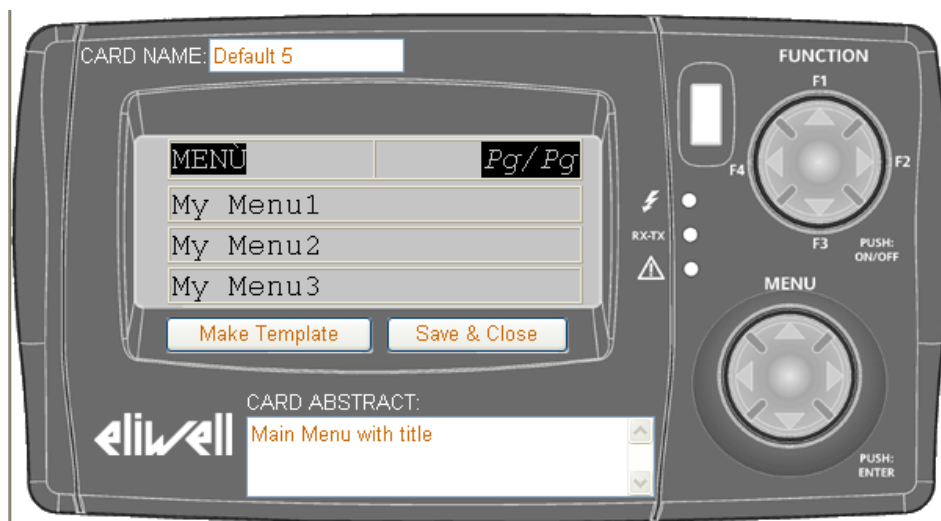 CARD NAME: Default 5
FUNCTION
F1
MENÙ Pg/Pg
F4 F2
My Menu1
My Menu2
RX-TX
F3 PUSH: ON/OFF
My Menu3
MENU
Make Template Save & Close
CARD ABSTRACT:
eliwell
Main Menu with title
PUSH:
ENTER